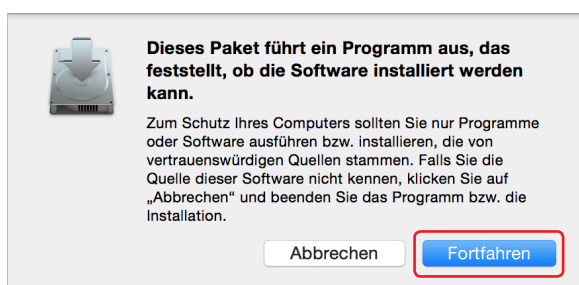 Dieses Paket führt ein Programm aus, das
feststellt, ob die Software installiert werden
kann.
Zum Schutz Ihres Computers sollten Sie nur Programme
oder Software ausführen bzw. installieren, die von
vertrauenswürdigen Quellen stammen. Falls Sie die
Quelle dieser Software nicht kennen, klicken Sie auf
„Abbrechen“ und beenden Sie das Programm bzw. die
Installation.
Abbrechen
Fortfahren